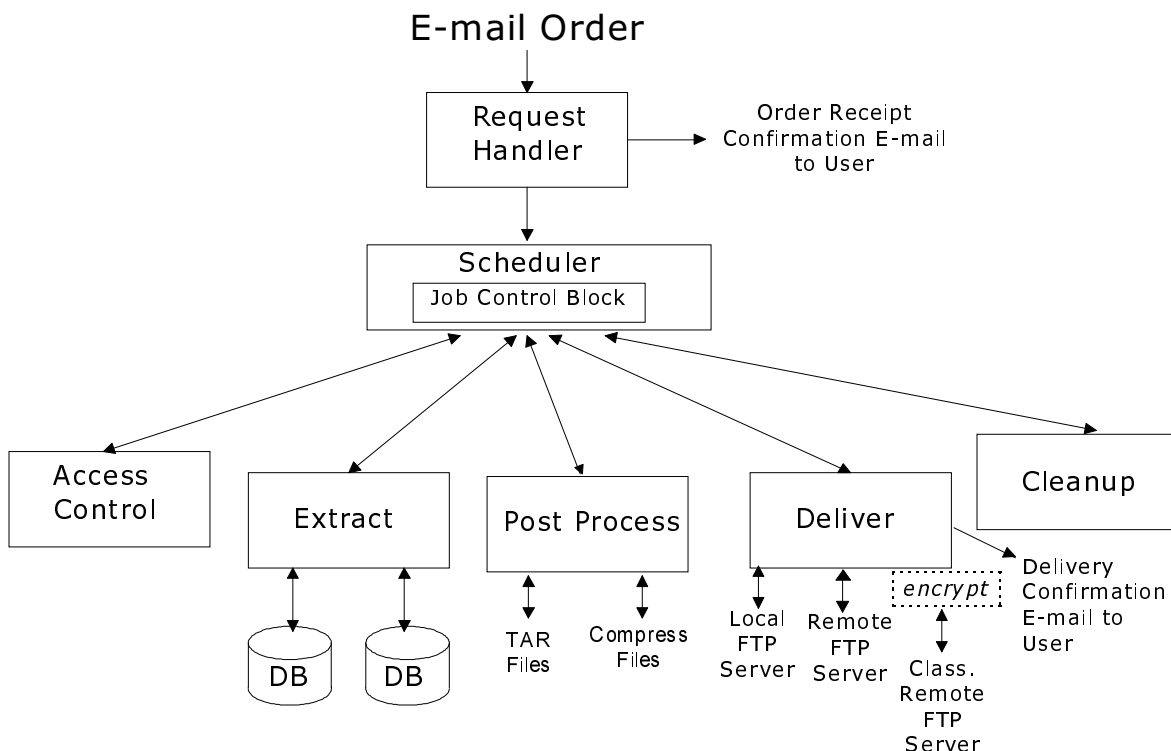 E-mail Order
Request
Handler
Order Receipt
Confirmation E-mail
to User
Scheduler
Job Control Block
Access
Control
Extract
Post Process
Deliver
Cleanup
DB
DB
TAR
Files
Compress
Files
Local
FTP
Server
Remote
FTP
Server
encrypt
Class.
Remote
FTP
Server
Delivery
Confirmation
E-mail to
User